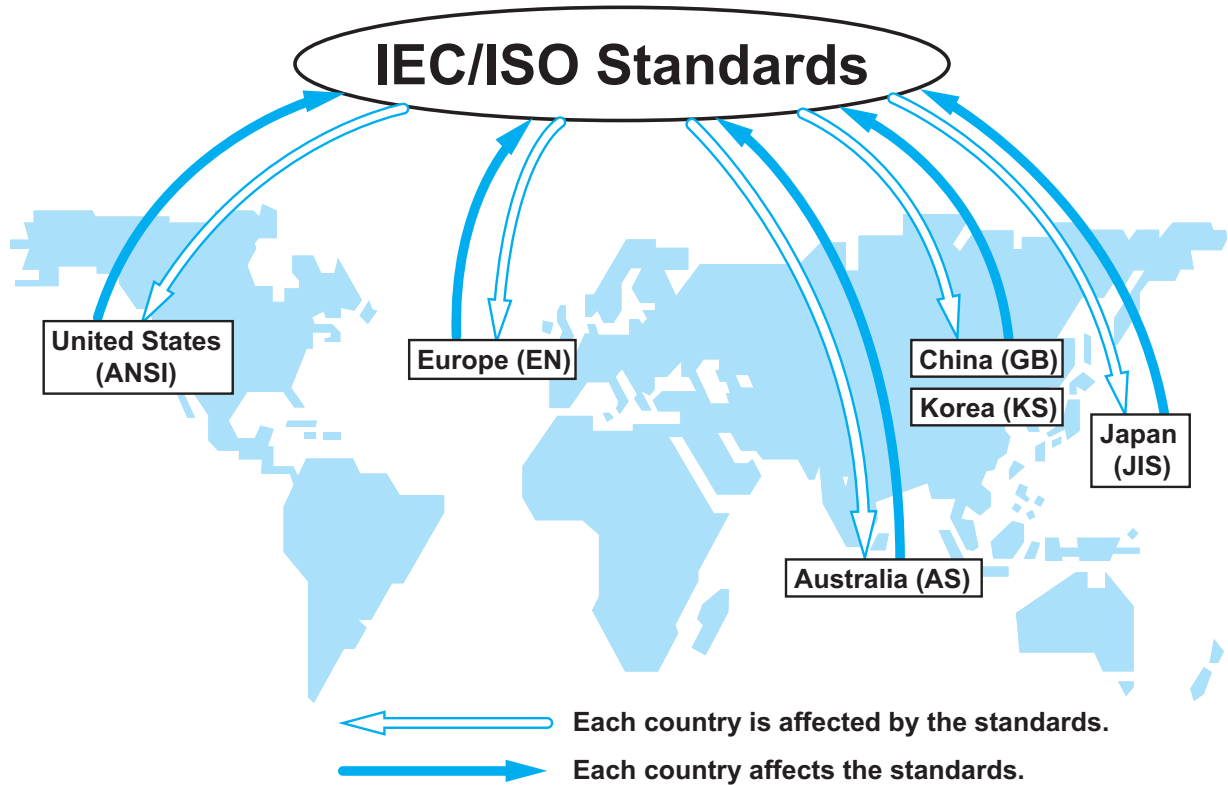 IEC/ISO Standards
United States
(ANSI)
Europe (EN)
China (GB)
Korea (KS)
Japan
(JIS)
Australia (AS)
Each country is affected by the standards.
Each country affects the standards.